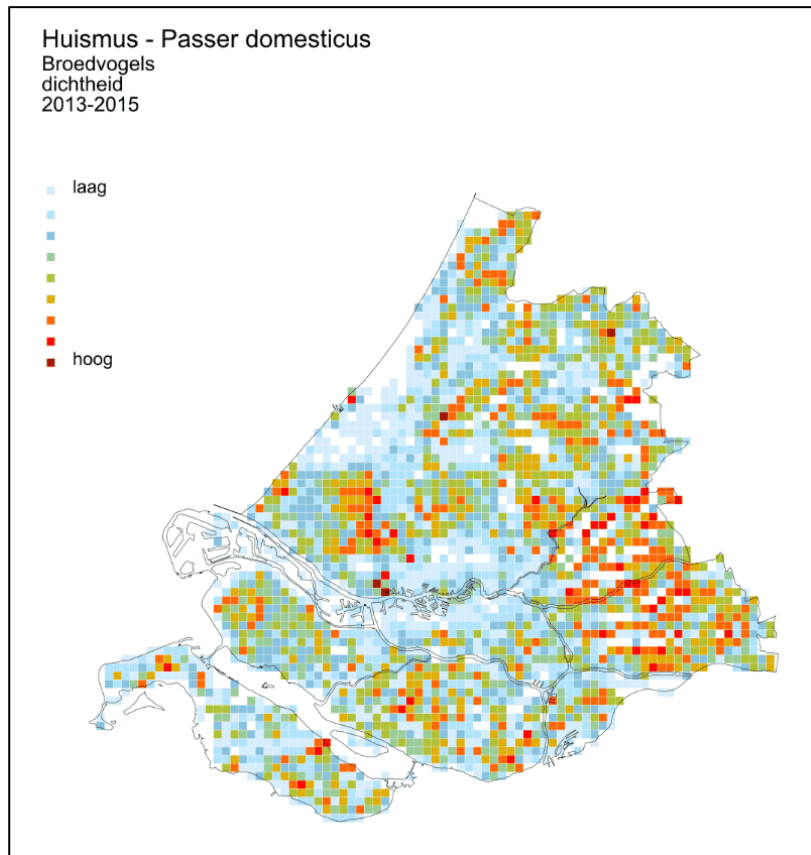 Huismus - Passer domesticus
Broedvogels
dichtheid
2013-2015
laag
hoog